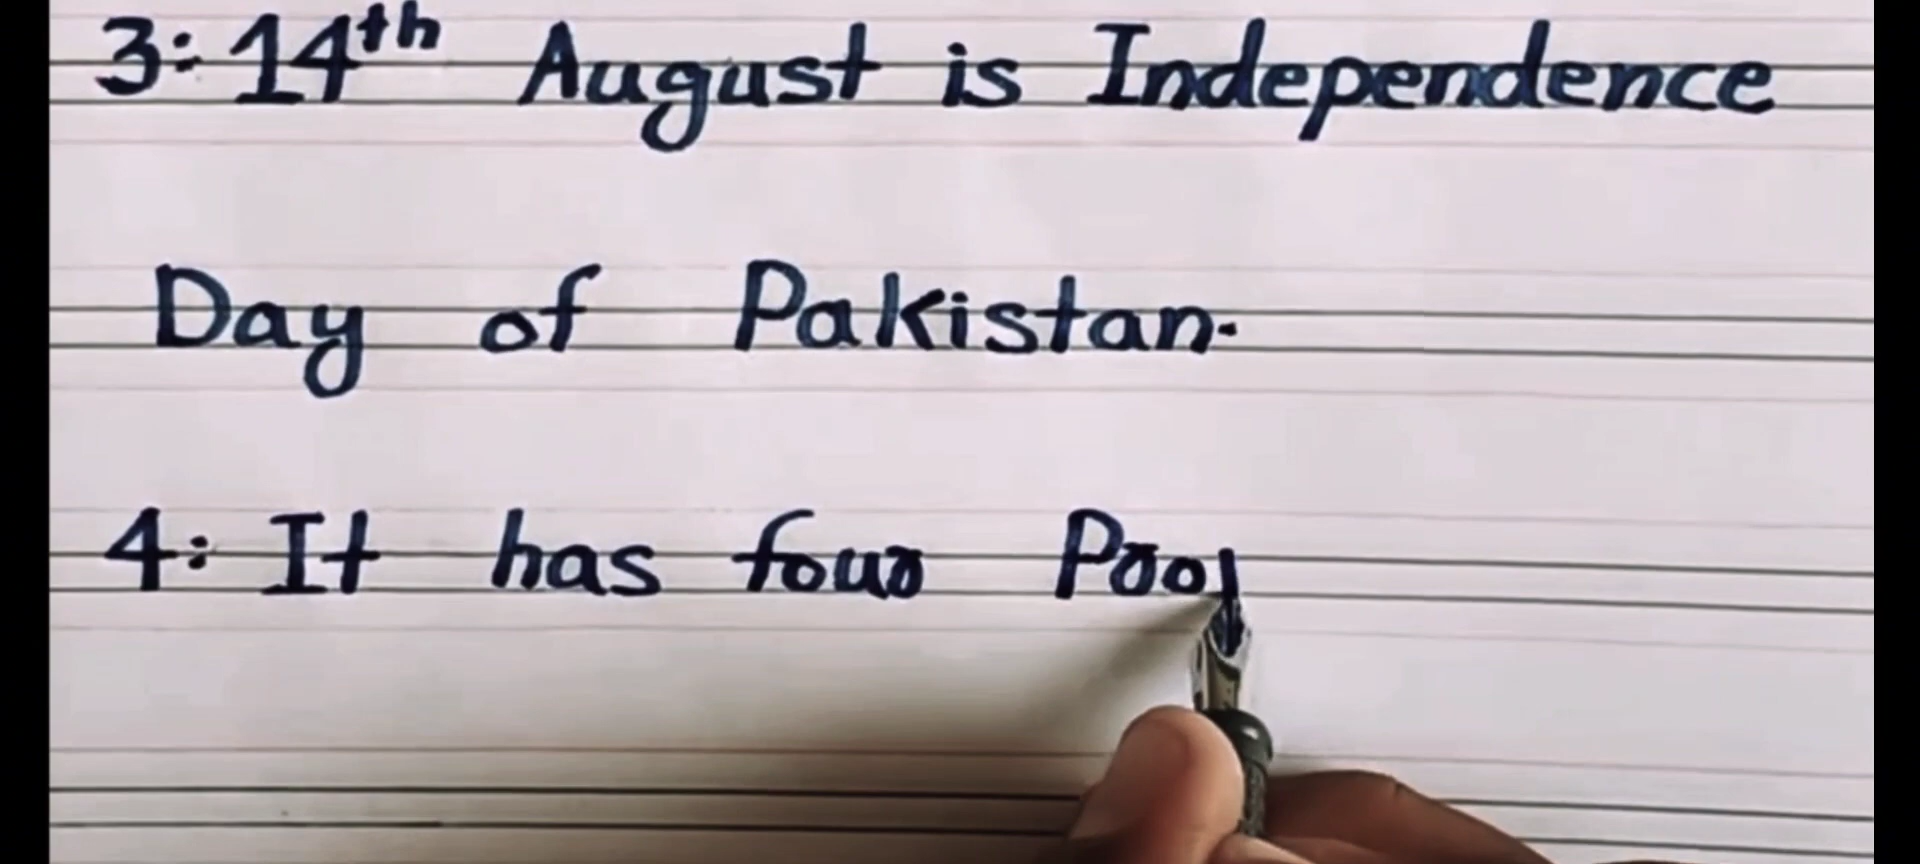 3: 14th August is Independence
Day of Pakistan.
4: It has four